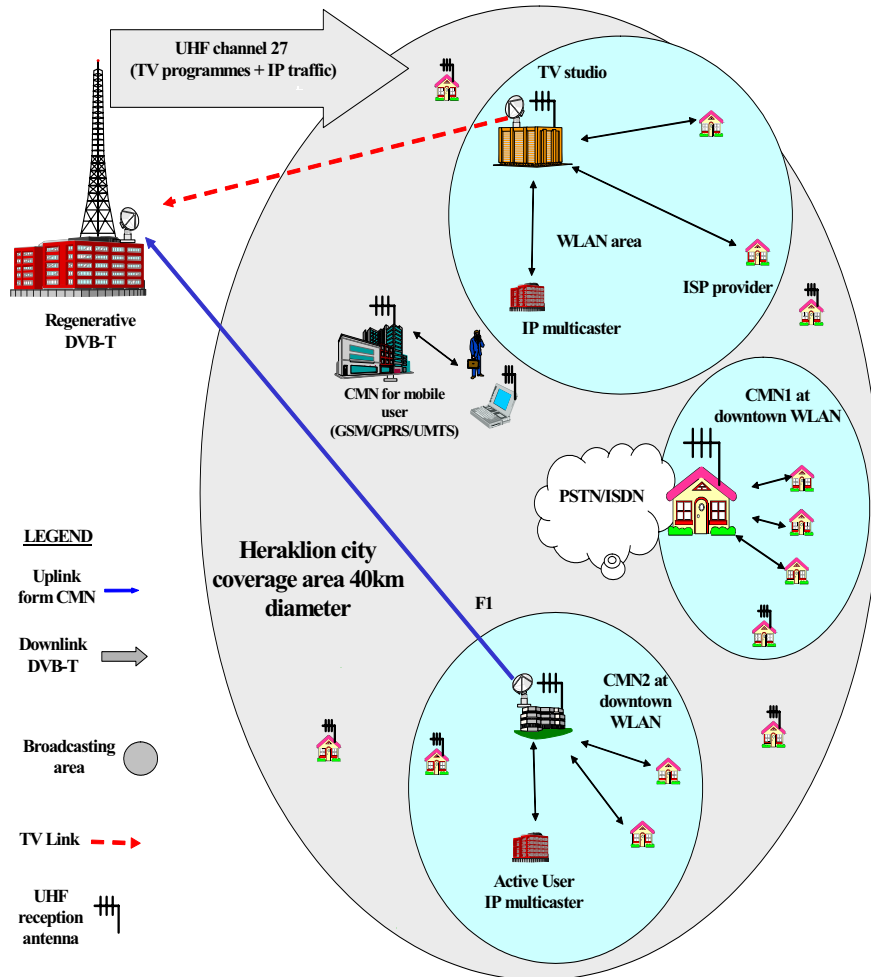 UHF channel 27
(TV programmes + IP traffic)
TV studio
WLAN area
ISP provider
IP multicaster
Regenerative
DVB-T
CMN for mobile
user
(GSM/GPRS/UMTS)
CMN1 at
downtown WLAN
PSTN/ISDN
Heraklion city
coverage area 40km
diameter
F1
CMN2 at
downtown
WLAN
Active User
IP multicaster
LEGEND
Uplink
form CMN
Downlink
DVB-T
Broadcasting
area
TV Link
UHF
reception
antenna